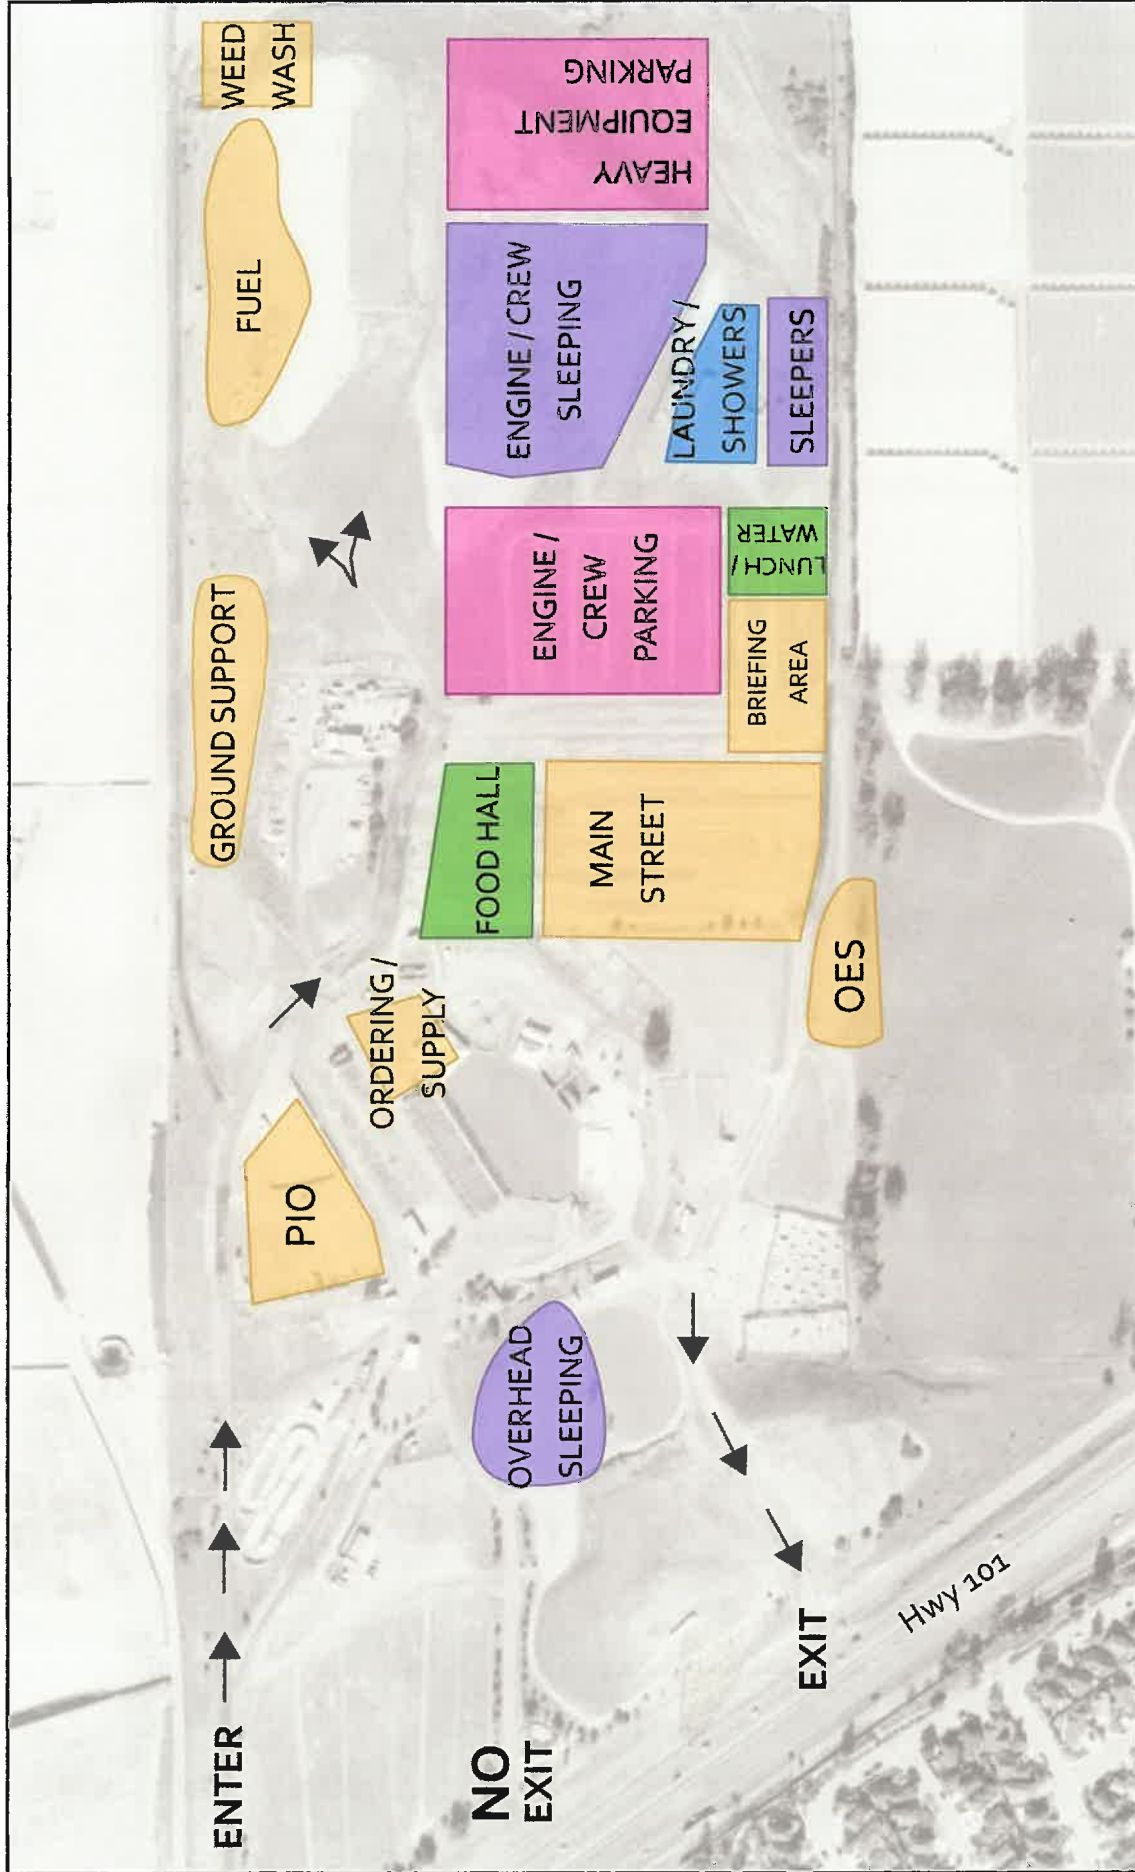 WEED
WASH
FUEL
GROUND SUPPORT
PIO
ENTER
HEAVY
EQUIPMENT
PARKING
ENGINE / CREW
SLEEPING
LAUNDRY /
SHOWERS
SLEEPERS
ENGINE /
CREW
PARKING
LUNCH /
WATER
BRIEFING
AREA
FOOD HALL
MAIN
STREET
ORDERING /
SUPPLY
OES
OVERHEAD
SLEEPING
NO
EXIT
EXIT
Hwy 101